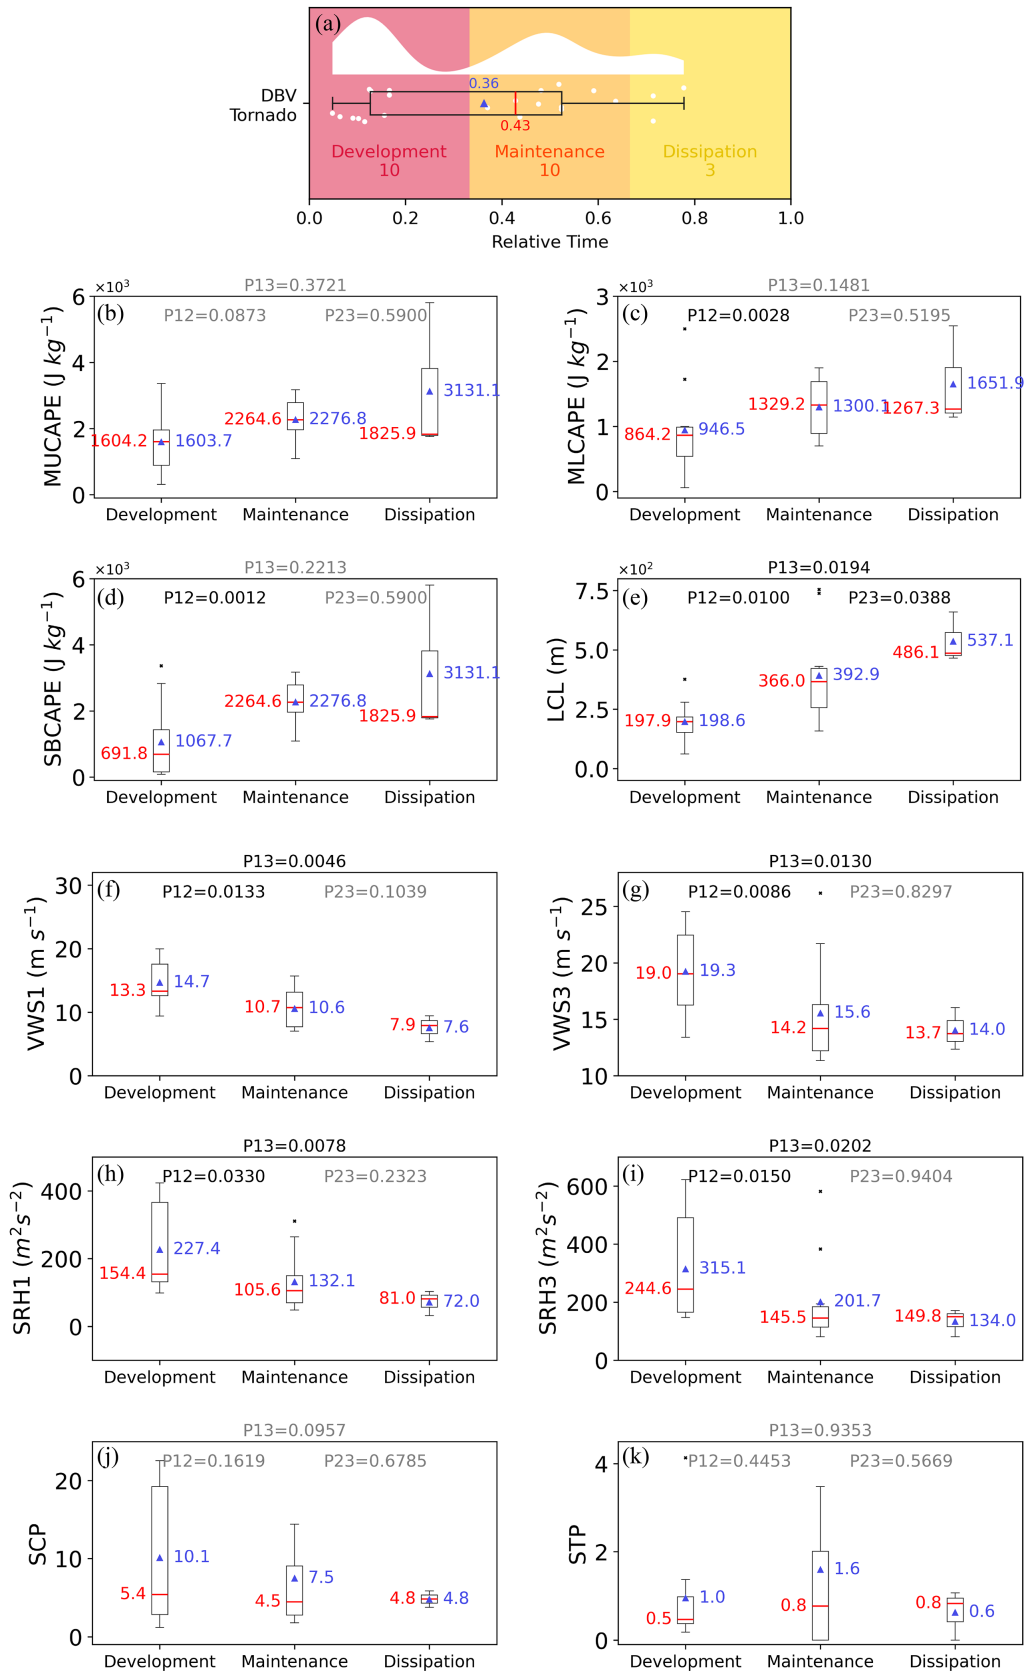 (a)
0.36
DBV
Tornado
0.43
Development Maintenance Dissipation
10 10 3
0.0 0.2 0.4 0.6 0.8 1.0
Relative Time
P13=0.3721
×10³
(b) P12=0.0873 P23=0.5900
MUCAPE (J kg⁻¹)
6
4
2
0
1604.2 1603.7
2264.6 2276.8
1825.9 3131.1
Development Maintenance Dissipation
P13=0.1481
×10³
(c) P12=0.0028 P23=0.5195
MLCAPE (J kg⁻¹)
3
2
1
0
864.2 946.5
1329.2 1300.1
1267.3 1651.9
Development Maintenance Dissipation
P13=0.2213
×10³
(d) P12=0.0012 P23=0.5900
SBCAPE (J kg⁻¹)
6
4
2
0
691.8 1067.7
2264.6 2276.8
1825.9 3131.1
Development Maintenance Dissipation
P13=0.0194
×10²
(e) P12=0.0100 P23=0.0388
LCL (m)
7.5
5.0
2.5
0.0
197.9 198.6
366.0 392.9
486.1 537.1
Development Maintenance Dissipation
P13=0.0046
(f) P12=0.0133 P23=0.1039
VWS1 (m s⁻¹)
30
20
10
0
13.3 14.7
10.7 10.6
7.9 7.6
Development Maintenance Dissipation
P13=0.0130
(g) P12=0.0086 P23=0.8297
VWS3 (m s⁻¹)
25
20
15
10
19.0 19.3
14.2 15.6
13.7 14.0
Development Maintenance Dissipation
P13=0.0078
(h) P12=0.0330 P23=0.2323
SRH1 (m²s⁻²)
400
200
0
154.4 227.4
105.6 132.1
81.0 72.0
Development Maintenance Dissipation
P13=0.0202
(i) P12=0.0150 P23=0.9404
SRH3 (m²s⁻²)
600
400
200
0
244.6 315.1
145.5 201.7
149.8 134.0
Development Maintenance Dissipation
P13=0.0957
(j) P12=0.1619 P23=0.6785
SCP
20
10
0
5.4 10.1
4.5 7.5
4.8 4.8
Development Maintenance Dissipation
P13=0.9353
(k) P12=0.4453 P23=0.5669
STP
4
2
0
0.5 1.0
0.8 1.6
0.8 0.6
Development Maintenance Dissipation